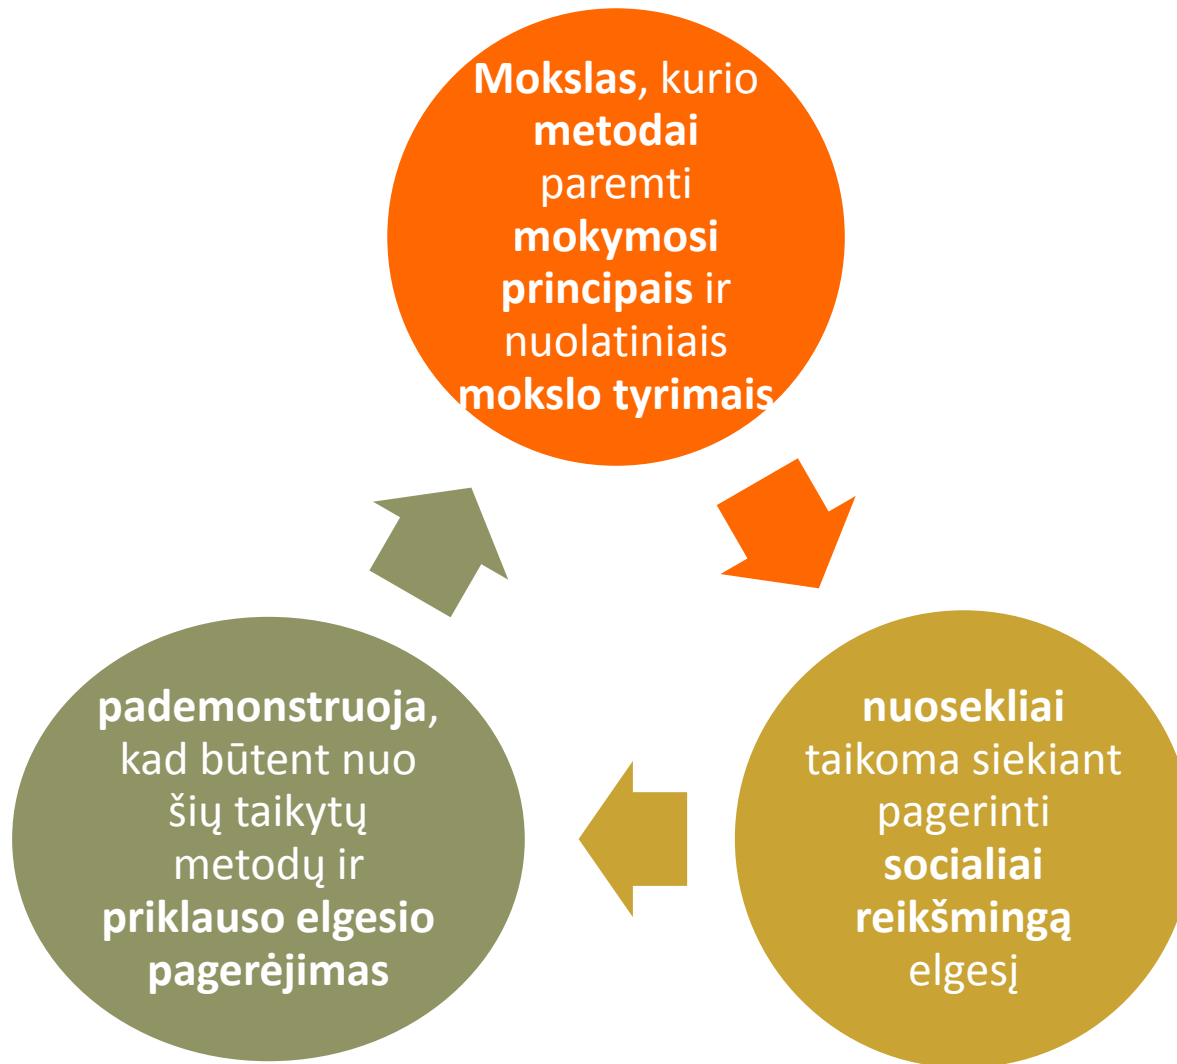 Mokslas, kurio
metodai
paremti
mokymosi
principais ir
nuolatiniais
mokslo tyrimais
nuosekliai
taikoma siekiant
pagerinti
socialiai
reikšmingą
elgesį
pademonstruoja,
kad būtent nuo
šių taikytų
metodų ir
priklauso elgesio
pagerėjimas